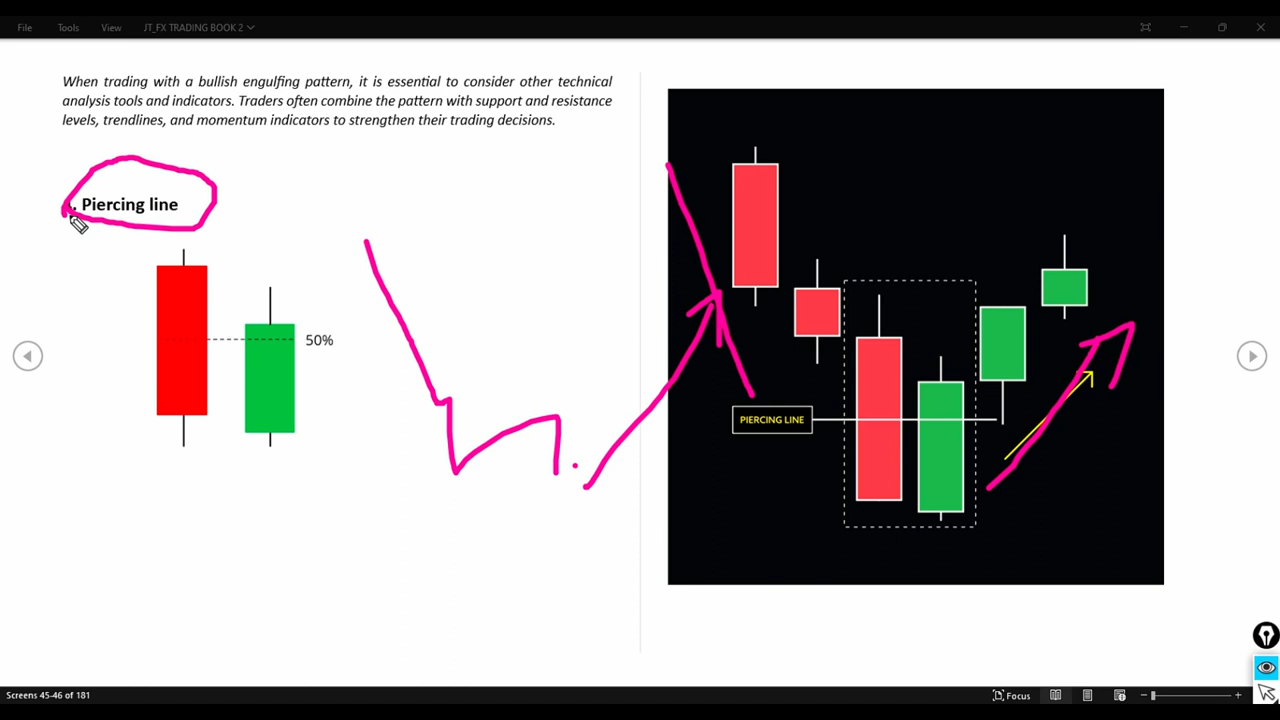 File Tools View JT_FX TRADING BOOK 2
When trading with a bullish engulfing pattern, it is essential to consider other technical
analysis tools and indicators. Traders often combine the pattern with support and resistance
levels, trendlines, and momentum indicators to strengthen their trading decisions.
Piercing line
50%
PIERCING LINE
Screens 45-46 of 181
Focus